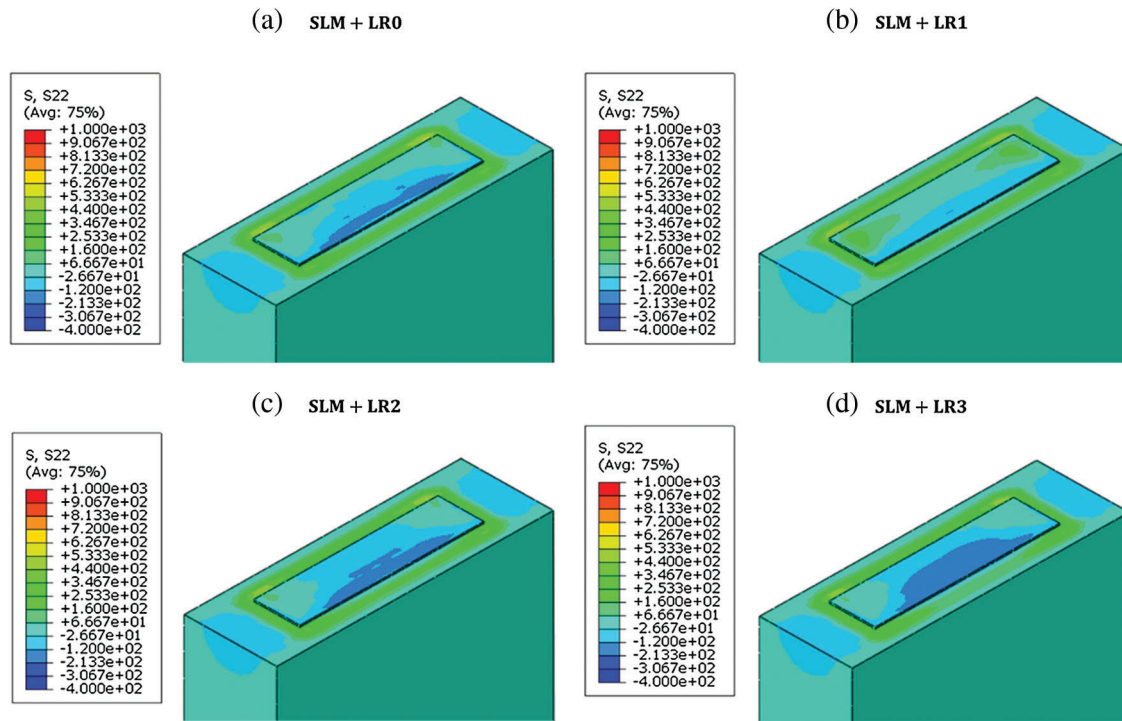 (a) SLM + LR0
S, S22
(Avg: 75%)
+1.000e+03
+9.067e+02
+8.133e+02
+7.200e+02
+6.267e+02
+5.333e+02
+4.400e+02
+3.467e+02
+2.533e+02
+1.600e+02
+6.667e+01
-2.667e+01
-1.200e+02
-2.133e+02
-3.067e+02
-4.000e+02
(b) SLM + LR1
S, S22
(Avg: 75%)
+1.000e+03
+9.067e+02
+8.133e+02
+7.200e+02
+6.267e+02
+5.333e+02
+4.400e+02
+3.467e+02
+2.533e+02
+1.600e+02
+6.667e+01
-2.667e+01
-1.200e+02
-2.133e+02
-3.067e+02
-4.000e+02
(c) SLM + LR2
S, S22
(Avg: 75%)
+1.000e+03
+9.067e+02
+8.133e+02
+7.200e+02
+6.267e+02
+5.333e+02
+4.400e+02
+3.467e+02
+2.533e+02
+1.600e+02
+6.667e+01
-2.667e+01
-1.200e+02
-2.133e+02
-3.067e+02
-4.000e+02
(d) SLM + LR3
S, S22
(Avg: 75%)
+1.000e+03
+9.067e+02
+8.133e+02
+7.200e+02
+6.267e+02
+5.333e+02
+4.400e+02
+3.467e+02
+2.533e+02
+1.600e+02
+6.667e+01
-2.667e+01
-1.200e+02
-2.133e+02
-3.067e+02
-4.000e+02